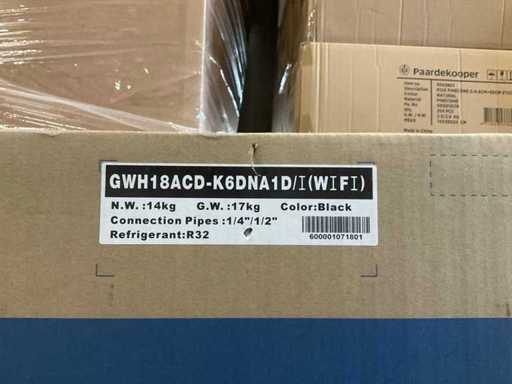 Paardekooper
GWH18ACD-K6DNA1D/I(WIFI)
N.W. :14kg G.W. :17kg Color:Black
Connection Pipes :1/4"/1/2"
Refrigerant:R32
600001071801